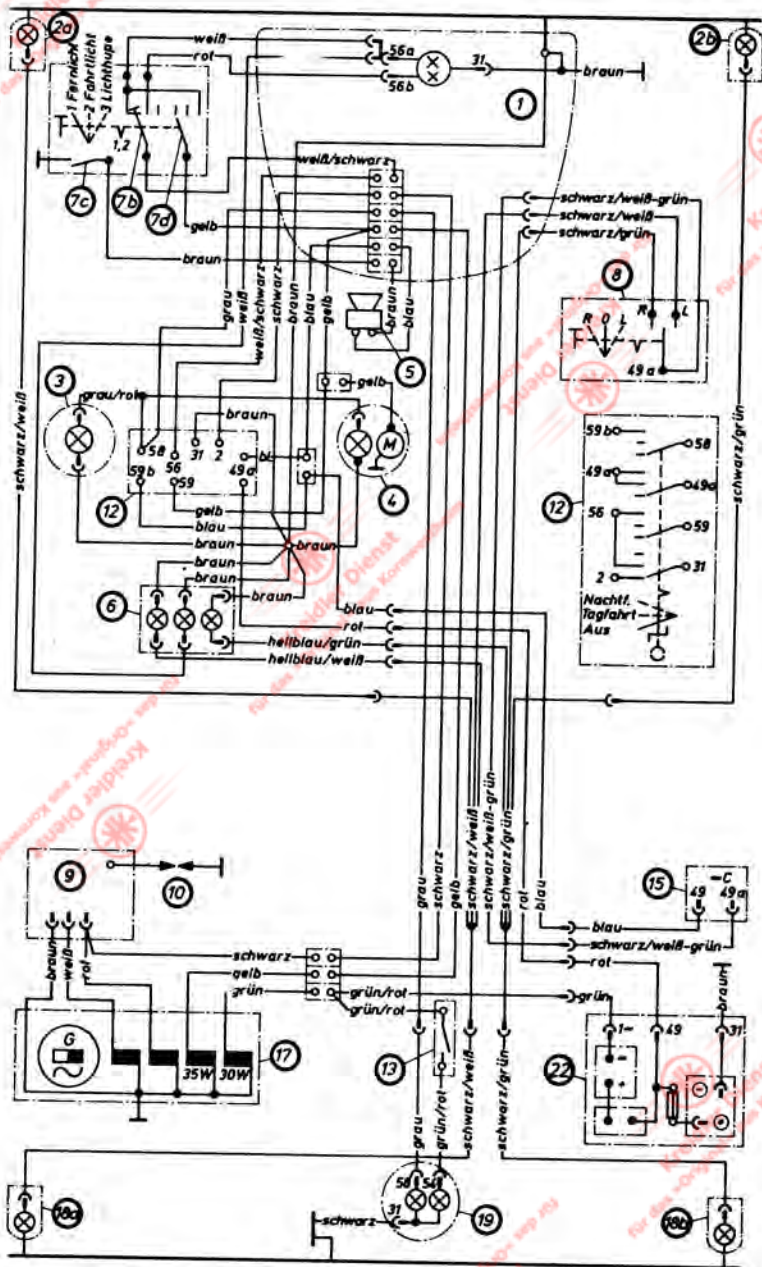 2a
weiß
rot
56a
56b
31
braun
1
2b
1 Fernlicht
2 Fahrtlicht
3 Lichthupe
1,2
7c
7b
7d
weiß/schwarz
gelb
braun
schwarz/weiß-grün
schwarz/weiß
schwarz/grün
8
R
L
R O L
49a
grau
weiß
weiß/schwarz
schwarz
braun
blau
gelb
braun
blau
5
3
grau/rot
braun
gelb
M
4
58
31
2
59b
56
59
49a
bl
12
gelb
blau
braun
braun
braun
braun
braun
6
blau
rot
hellblau/grün
hellblau/weiß
schwarz/weiß
schwarz/grün
12
59b
58
49a
49a
56
59
31
2
Nachtf.
Tagfahrt
Aus
9
10
braun
weiß
rot
schwarz
gelb
grün
grün/rot
grün/rot
grau
schwarz
gelb
schwarz/weiß
schwarz/weiß-grün
schwarz/grün
rot
blau
15
C
49
49a
blau
schwarz/weiß-grün
rot
grün
braun
G
35W
30W
17
13
22
1~
49
31
-
+
grau
grün/rot
schwarz/weiß
schwarz/grün
58
54
31
schwarz
19
18a
18b
Kreidler Dienst
für das »Original« aus Kornwestheim